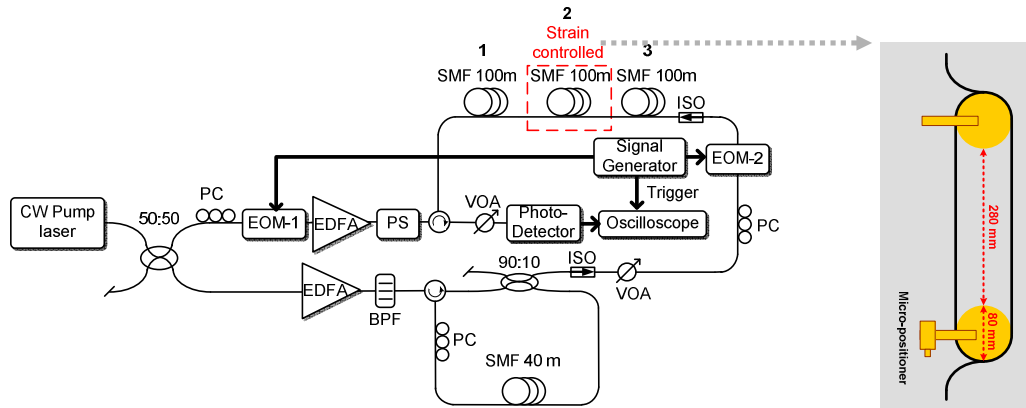 2
Strain
controlled
1
3
SMF 100m
SMF 100m
SMF 100m
ISO
Signal
Generator
EOM-2
Trigger
PC
CW Pump
laser
50:50
EOM-1
EDFA
PS
VOA
Photo-
Detector
Oscilloscope
PC
90:10
ISO
VOA
EDFA
BPF
PC
SMF 40 m
280 mm
80 mm
Micro-positioner